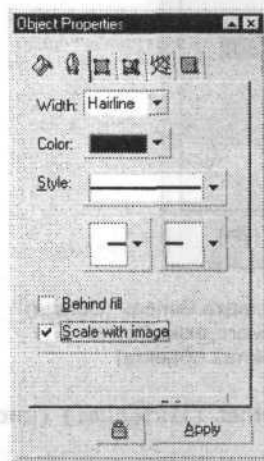 Object Properties
Width: Hairline
Color:
Style:
Behind fill
Scale with image
Apply